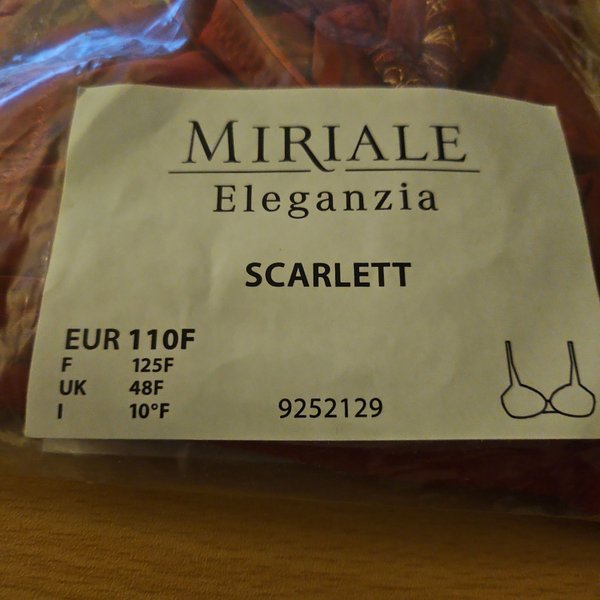 MIRIALE
Eleganzia
SCARLETT
EUR 110F
F 125F
UK 48F
I 10°F
9252129